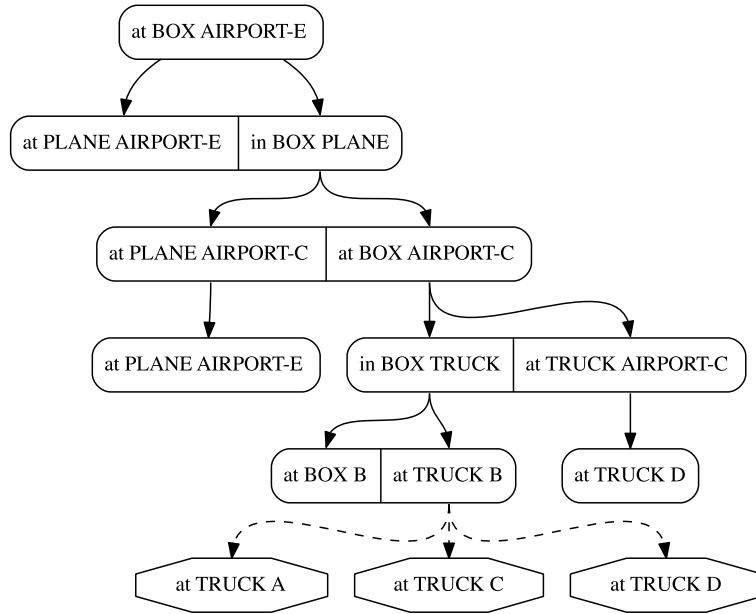 at BOX AIRPORT-E
at PLANE AIRPORT-E in BOX PLANE
at PLANE AIRPORT-C at BOX AIRPORT-C
at PLANE AIRPORT-E in BOX TRUCK at TRUCK AIRPORT-C
at BOX B at TRUCK B at TRUCK D
at TRUCK A at TRUCK C at TRUCK D